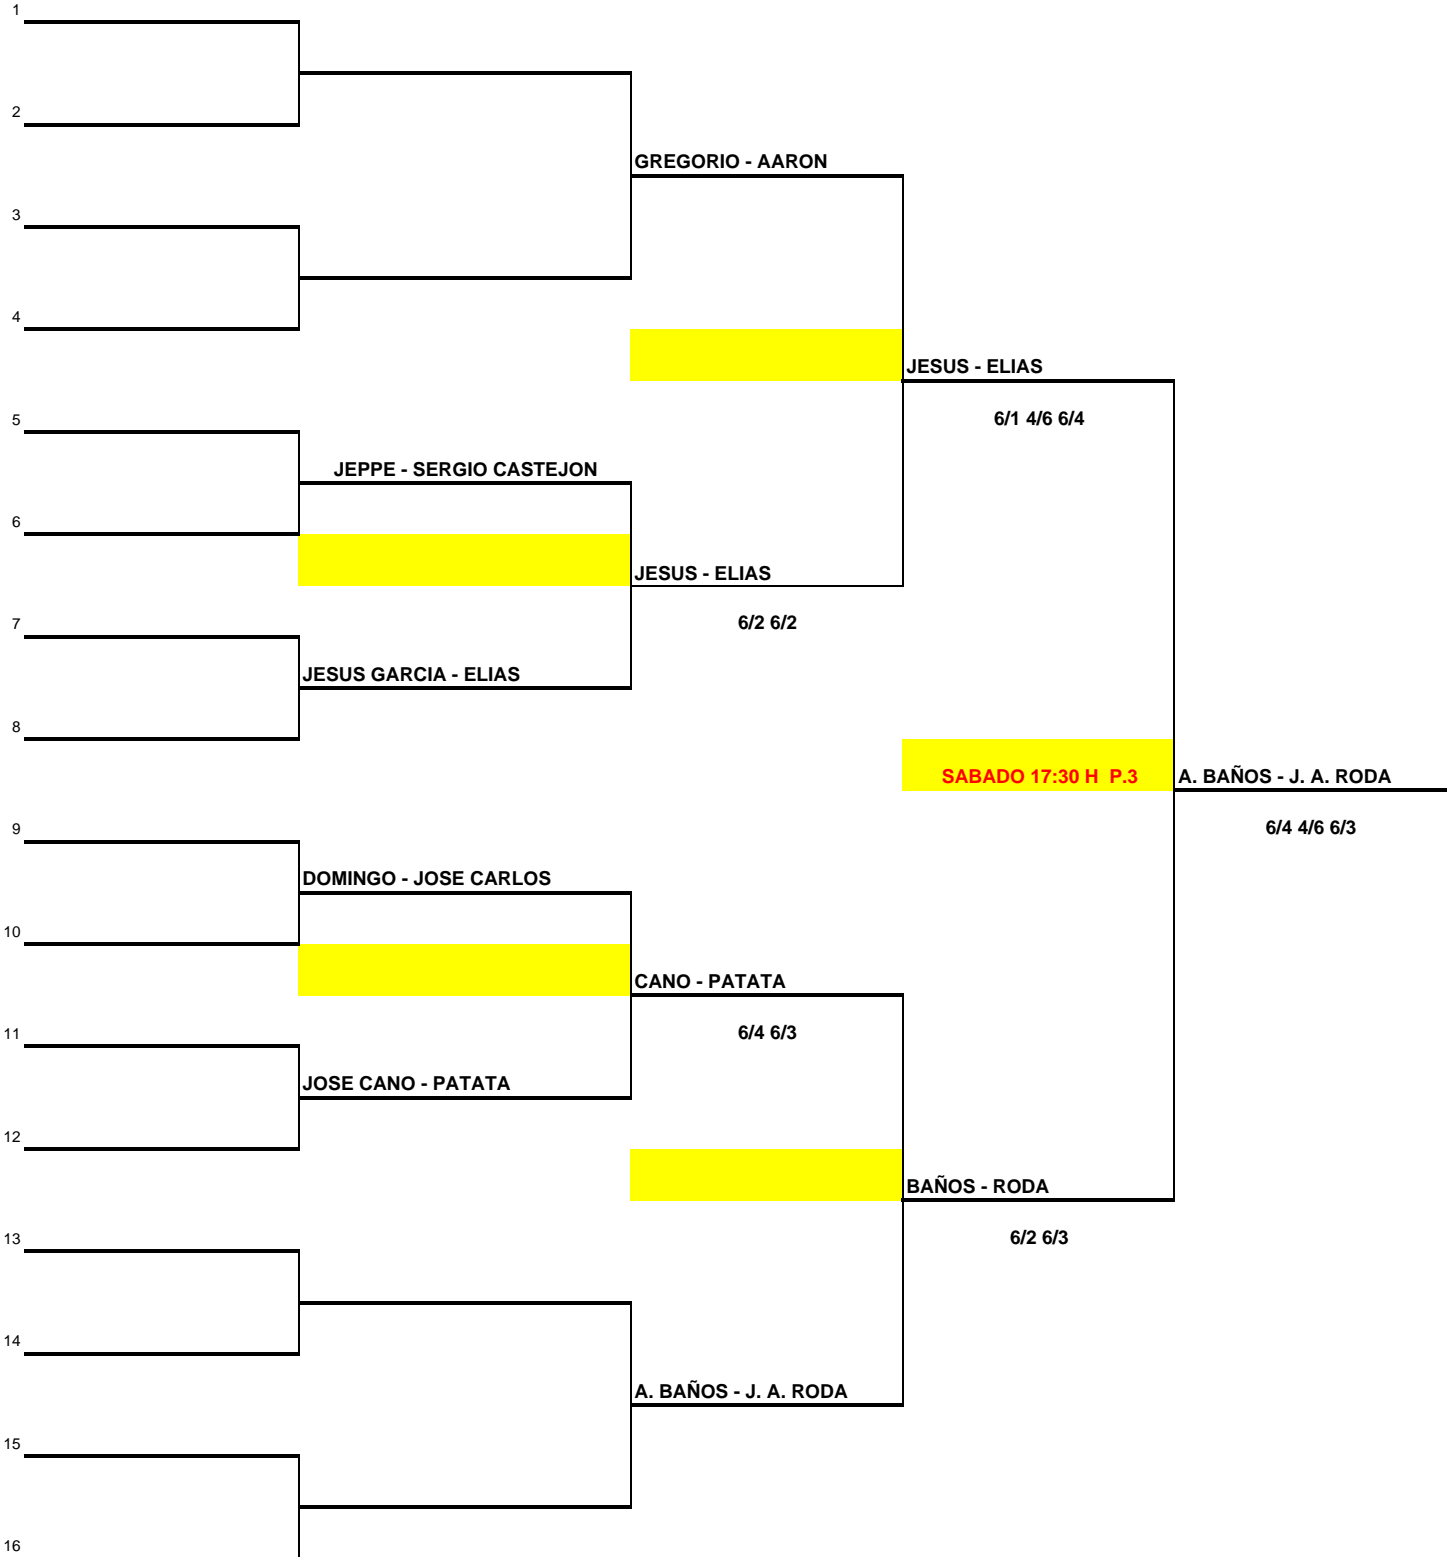 1
2
GREGORIO - AARON
3
4
JESUS - ELIAS
6/1 4/6 6/4
5
JEPPE - SERGIO CASTEJON
6
JESUS - ELIAS
6/2 6/2
7
JESUS GARCIA - ELIAS
8
SABADO 17:30 H P.3
A. BAÑOS - J. A. RODA
6/4 4/6 6/3
9
DOMINGO - JOSE CARLOS
10
CANO - PATATA
6/4 6/3
11
JOSE CANO - PATATA
12
BAÑOS - RODA
6/2 6/3
13
14
A. BAÑOS - J. A. RODA
15
16